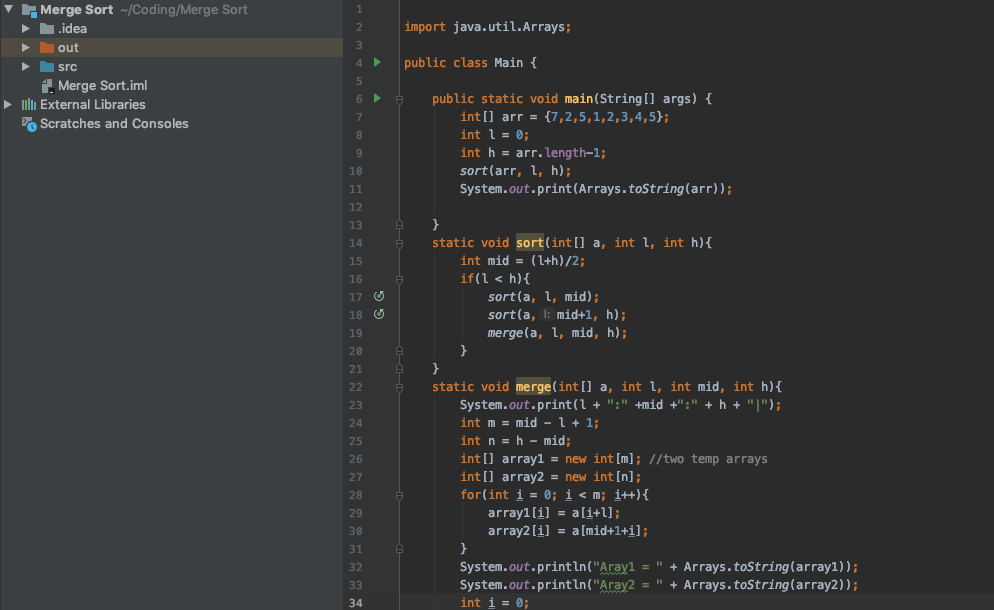 Merge Sort ~/Coding/Merge Sort
.idea
out
src
Merge Sort.iml
External Libraries
Scratches and Consoles
1
2 import java.util.Arrays;
3
4 public class Main {
5
6 public static void main(String[] args) {
7 int[] arr = {7,2,5,1,2,3,4,5};
8 int l = 0;
9 int h = arr.length-1;
10 sort(arr, l, h);
11 System.out.print(Arrays.toString(arr));
12
13 }
14 static void sort(int[] a, int l, int h){
15 int mid = (l+h)/2;
16 if(l < h){
17 sort(a, l, mid);
18 sort(a, l: mid+1, h);
19 merge(a, l, mid, h);
20 }
21 }
22 static void merge(int[] a, int l, int mid, int h){
23 System.out.print(l + ":" +mid +":" + h + "|");
24 int m = mid - l + 1;
25 int n = h - mid;
26 int[] array1 = new int[m]; //two temp arrays
27 int[] array2 = new int[n];
28 for(int i = 0; i < m; i++){
29 array1[i] = a[i+l];
30 array2[i] = a[mid+1+i];
31 }
32 System.out.println("Aray1 = " + Arrays.toString(array1));
33 System.out.println("Aray2 = " + Arrays.toString(array2));
34 int i = 0;